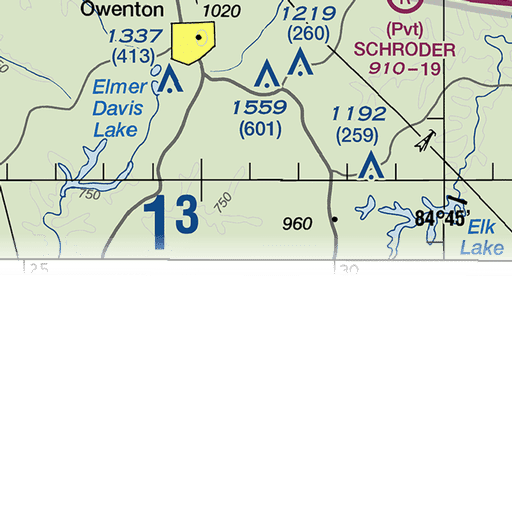 Owenton
1020
1219
(260)
(Pvt)
SCHRODER
910-19
1337
(413)
Elmer
Davis
Lake
1559
(601)
1192
(259)
750
750
13
960
84°45'
Elk
Lake
25
30